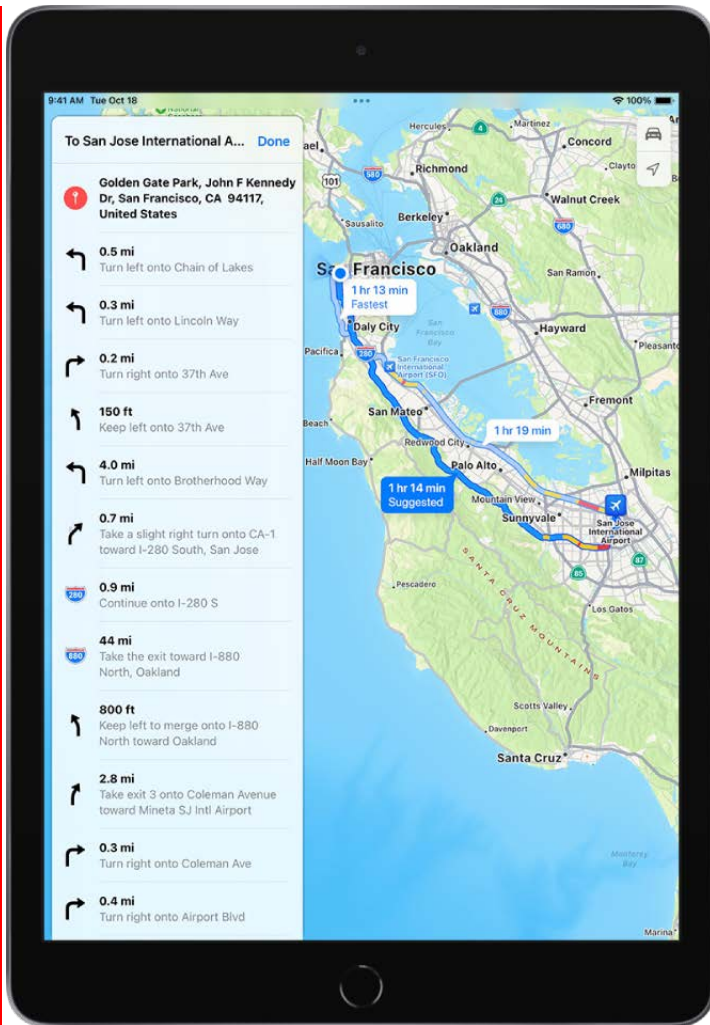 9:41 AM Tue Oct 18
100%
To San Jose International A... Done
Golden Gate Park, John F Kennedy
Dr, San Francisco, CA 94117,
United States
0.5 mi
Turn left onto Chain of Lakes
0.3 mi
Turn left onto Lincoln Way
0.2 mi
Turn right onto 37th Ave
150 ft
Keep left onto 37th Ave
4.0 mi
Turn left onto Brotherhood Way
0.7 mi
Take a slight right turn onto CA-1
toward I-280 South, San Jose
280
0.9 mi
Continue onto I-280 S
880
44 mi
Take the exit toward I-880
North, Oakland
800 ft
Keep left to merge onto I-880
North toward Oakland
2.8 mi
Take exit 3 onto Coleman Avenue
toward Mineta SJ Intl Airport
0.3 mi
Turn right onto Coleman Ave
0.4 mi
Turn right onto Airport Blvd
Hercules
4
Martinez
Concord
ael
Clayto
101
580
Richmond
24
Walnut Creek
Sausalito
Berkeley
680
Oakland
San Francisco
San Ramon
1 hr 13 min
Fastest
Daly City
San
Francisco
Bay
880
Hayward
Pleasant
Pacifica
280
San Francisco
International
Airport (SFO)
San Mateo
Fremont
Beach
1 hr 19 min
Redwood City
Half Moon Bay
Palo Alto
Milpitas
1 hr 14 min
Suggested
Mountain View
Sunnyvale
San Jose
International
Airport
85
87
Pescadero
SANTA CRUZ MOUNTAINS
Los Gatos
Scotts Valley
Davenport
Santa Cruz
Monterey
Bay
Marina